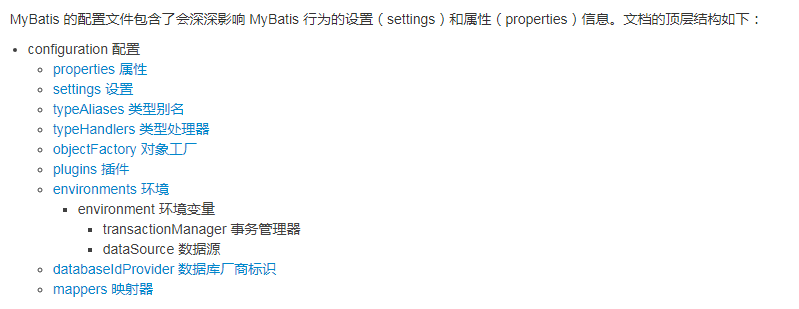 MyBatis 的配置文件包含了会深深影响 MyBatis 行为的设置（settings）和属性（properties）信息。文档的顶层结构如下：
configuration 配置
properties 属性
settings 设置
typeAliases 类型别名
typeHandlers 类型处理器
objectFactory 对象工厂
plugins 插件
environments 环境
environment 环境变量
transactionManager 事务管理器
dataSource 数据源
databaseIdProvider 数据库厂商标识
mappers 映射器